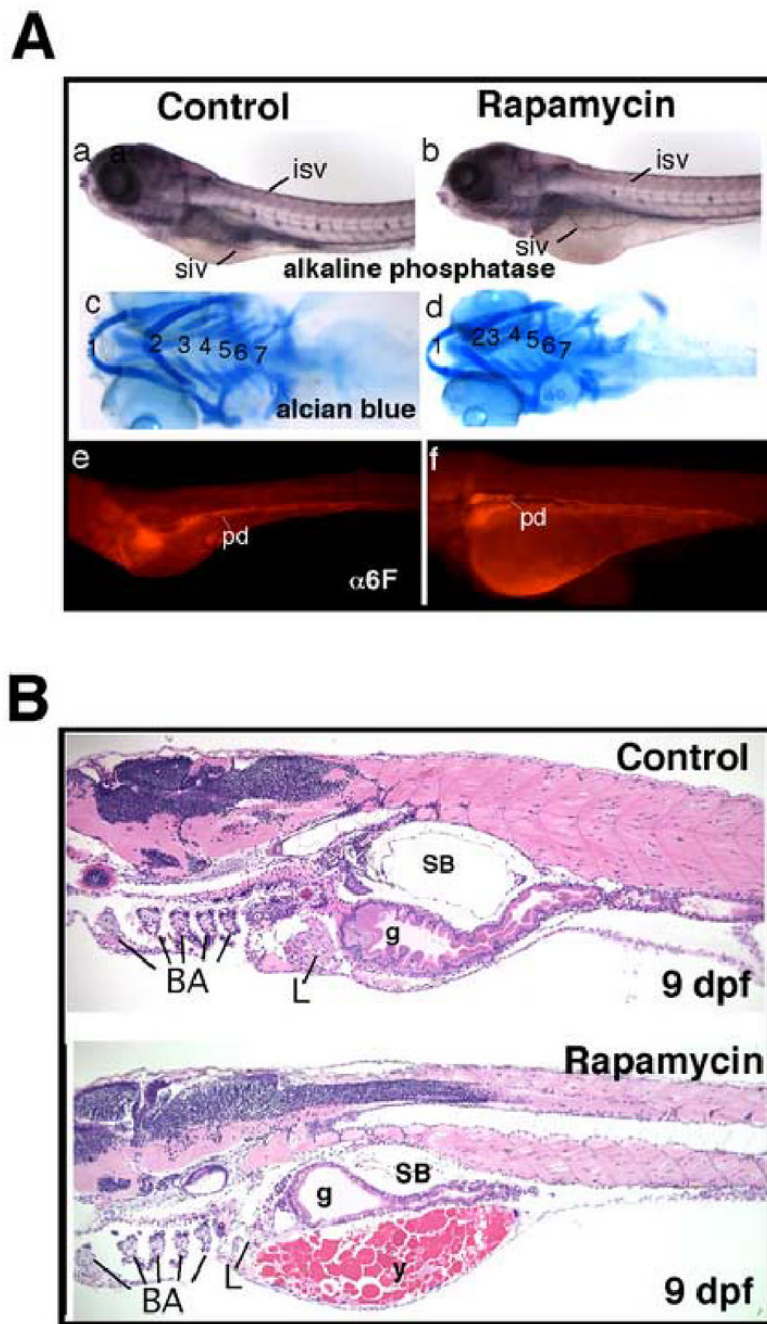 A
Control Rapamycin
a a isv b isv
siv siv
alkaline phosphatase
c d
1 2 3 4 5 6 7 1 2 3 4 5 6 7
alcian blue
e f
pd pd
α6F
B
Control
SB
g
BA L 9 dpf
Rapamycin
SB
g
y
BA L 9 dpf